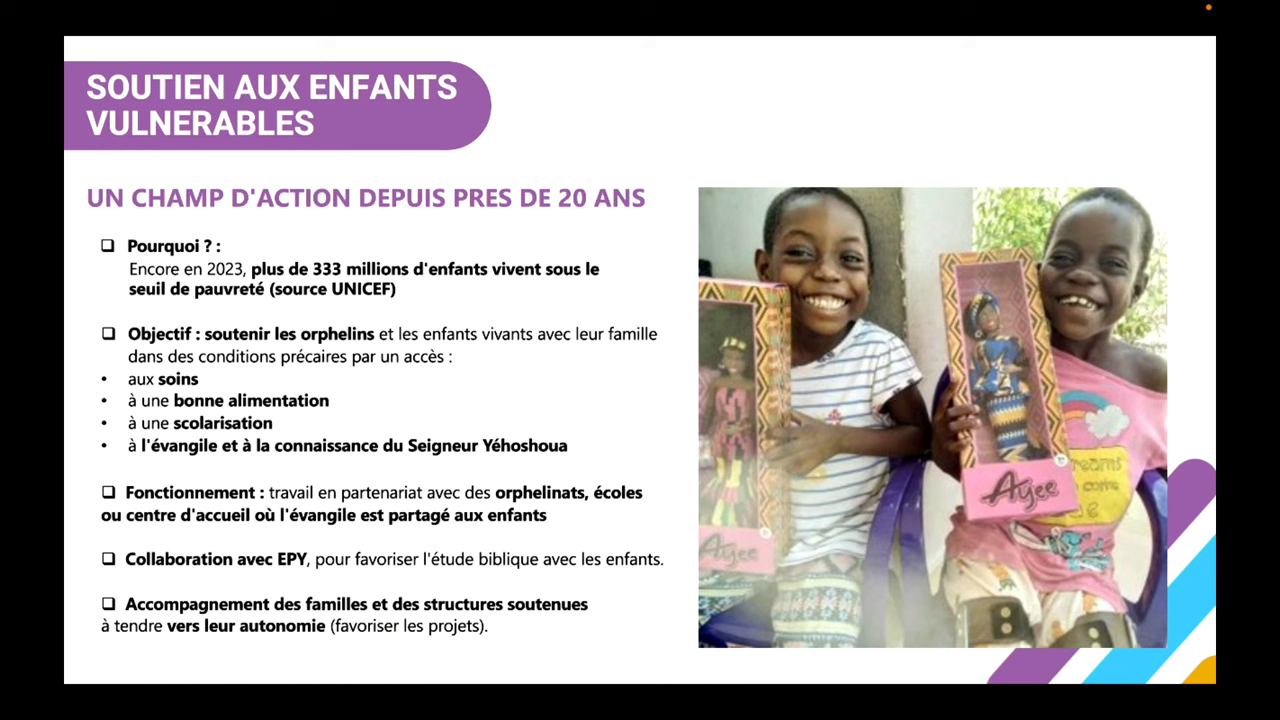 SOUTIEN AUX ENFANTS
VULNERABLES
UN CHAMP D'ACTION DEPUIS PRES DE 20 ANS
❑ Pourquoi ? :
Encore en 2023, plus de 333 millions d'enfants vivent sous le
seuil de pauvreté (source UNICEF)
❑ Objectif : soutenir les orphelins et les enfants vivants avec leur famille
dans des conditions précaires par un accès :
• aux soins
• à une bonne alimentation
• à une scolarisation
• à l'évangile et à la connaissance du Seigneur Yéhoshoua
❑ Fonctionnement : travail en partenariat avec des orphelinats, écoles
ou centre d'accueil où l'évangile est partagé aux enfants
❑ Collaboration avec EPY, pour favoriser l'étude biblique avec les enfants.
❑ Accompagnement des familles et des structures soutenues
à tendre vers leur autonomie (favoriser les projets).
Ayee
Ayee